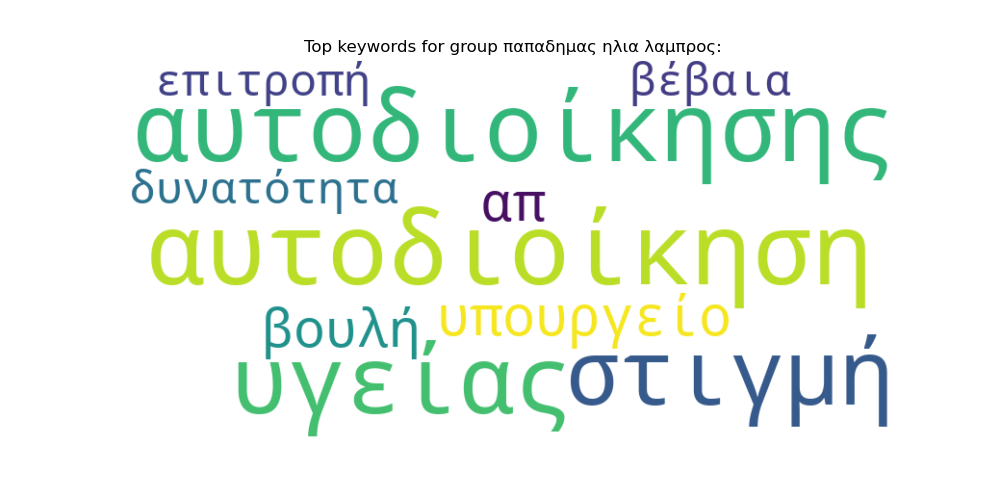 Top keywords for group παπαδημας ηλια λαμπρος:
επιτροπή βέβαια
αυτοδιοίκησης
δυνατότητα απ
αυτοδιοίκηση
βουλή υπουργείο
υγείας στιγμή